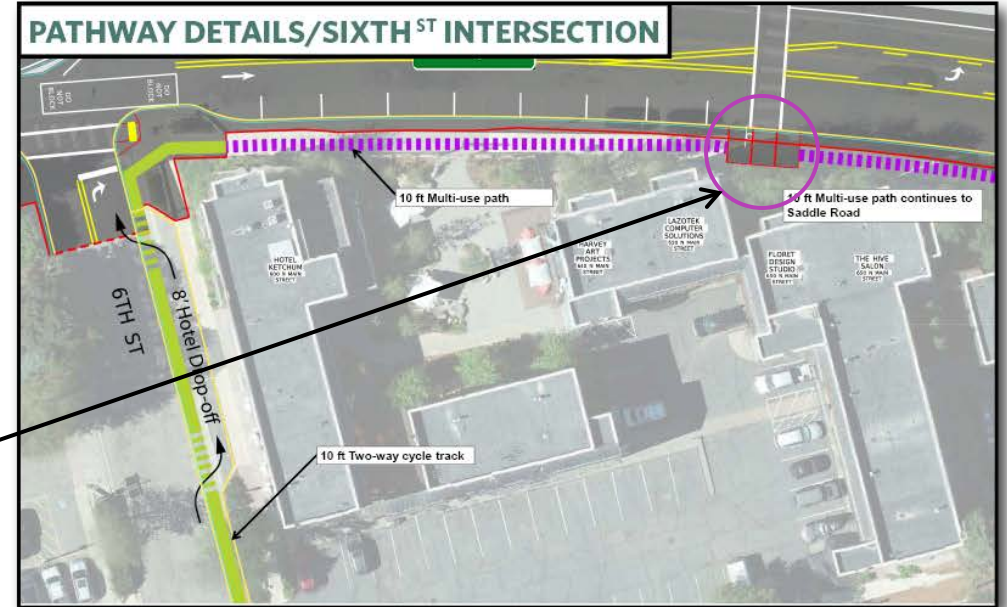 PATHWAY DETAILS/SIXTH ST INTERSECTION
DO
NOT
BLOCK
DO
NOT
BLOCK
10 ft Multi-use path
10 ft Multi-use path continues to
Saddle Road
HOTEL
KETCHUM
600 N MAIN
STREET
HARVEY
ART
PROJECTS
STREET
LAZOTEK
COMPUTER
SOLUTIONS
STREET
FLORET
DESIGN
STUDIO
STREET
THE HIVE
SALON
STREET
6TH ST
8' Hotel Drop-off
10 ft Two-way cycle track